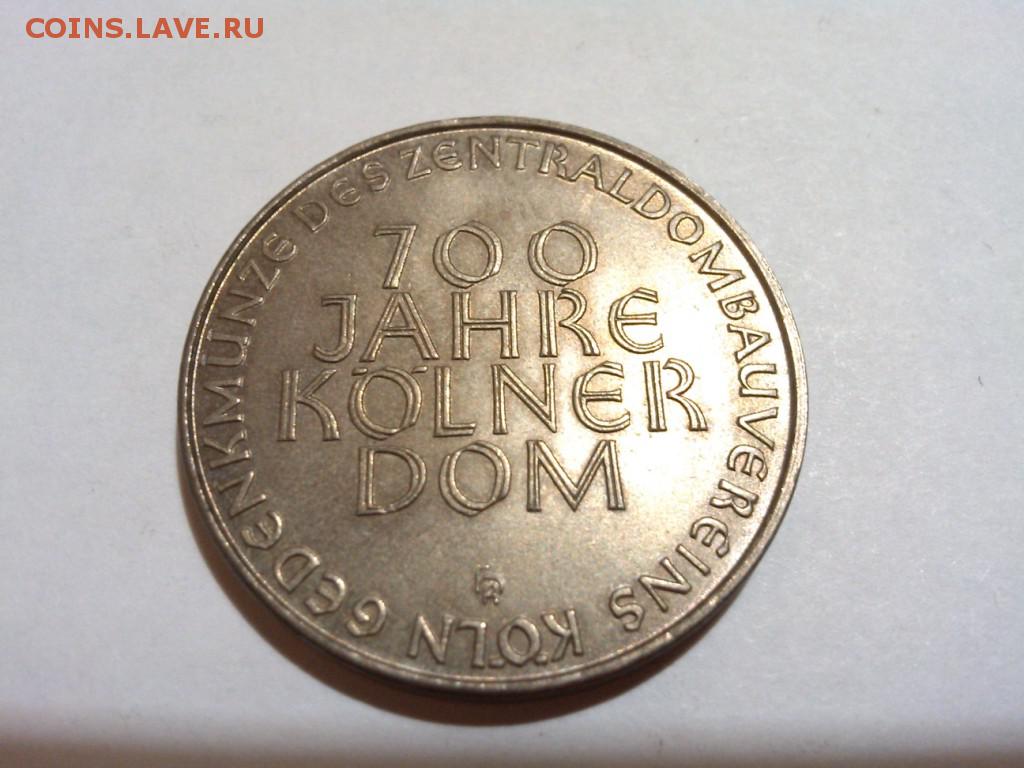 COINS.LAVE.RU
GEDENKMÜNZE DES ZENTRALDOMBAUVEREINS KÖLN
700
JAHRE
KÖLNER
DOM